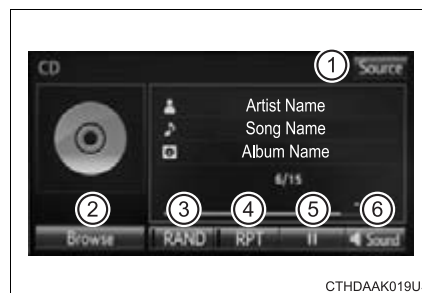 CD
1 Source
Artist Name
Song Name
Album Name
6/15
2 3 4 5 6
Browse RAND RPT II Sound
CTHDAAK019U